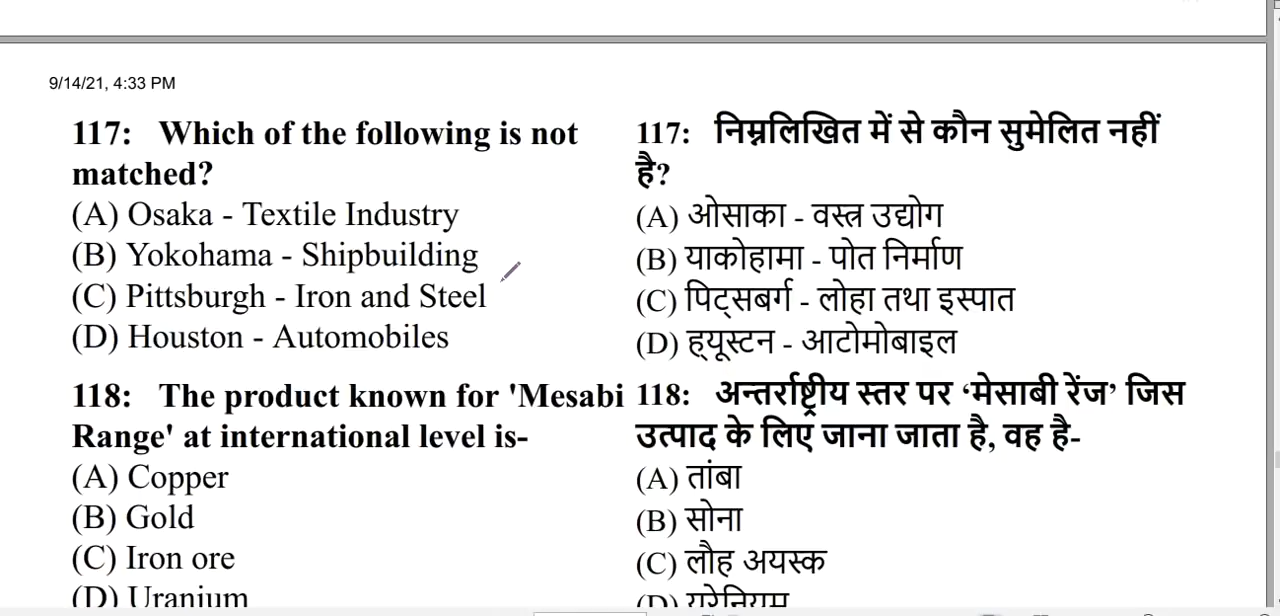 9/14/21, 4:33 PM
117: Which of the following is not
matched?
(A) Osaka - Textile Industry
(B) Yokohama - Shipbuilding
(C) Pittsburgh - Iron and Steel
(D) Houston - Automobiles
118: The product known for 'Mesabi
Range' at international level is-
(A) Copper
(B) Gold
(C) Iron ore
(D) Uranium
117: निम्नलिखित में से कौन सुमेलित नहीं
है?
(A) ओसाका - वस्त्र उद्योग
(B) याकोहामा - पोत निर्माण
(C) पिट्सबर्ग - लोहा तथा इस्पात
(D) ह्यूस्टन - आटोमोबाइल
118: अन्तर्राष्ट्रीय स्तर पर ‘मेसाबी रेंज’ जिस
उत्पाद के लिए जाना जाता है, वह है-
(A) तांबा
(B) सोना
(C) लौह अयस्क
(D) यूरेनियम